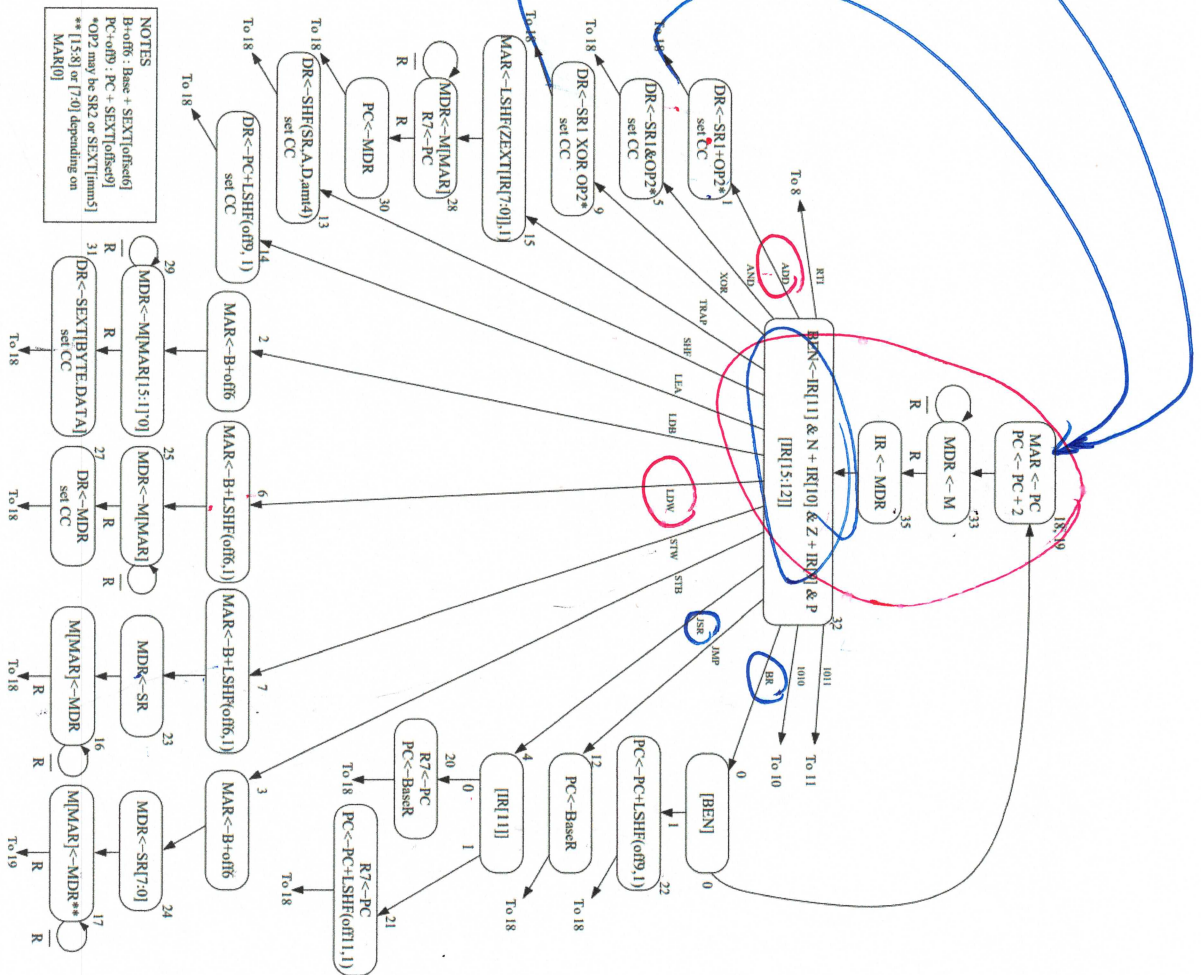 MAR <- PC
PC <- PC + 2
18, 19
MDR <- M
33
R
R
IR <- MDR
35
BEN<-IR[11] & N + IR[10] & Z + IR[9] & P
[IR[15:12]]
32
RTI
To 8
ADD
AND
XOR
TRAP
SHF
LEA
LDB
LDW
STW
STB
JSR
JMP
BR
1010
To 10
1011
To 11
DR<-SR1+OP2*
set CC
1
To 18
DR<-SR1&OP2*
set CC
5
To 18
DR<-SR1 XOR OP2*
set CC
9
To 18
MAR<-LSHF(ZEXT[IR[7:0]],1)
15
MDR<-M[MAR]
R7<-PC
28
R
R
PC<-MDR
30
To 18
DR<-SHF(SR,A,D,amt4)
set CC
13
To 18
DR<-PC+LSHF(off9, 1)
set CC
14
To 18
[BEN]
0
0
1
PC<-PC+LSHF(off9,1)
22
To 18
PC<-BaseR
12
To 18
[IR[11]]
4
0
1
R7<-PC
PC<-BaseR
20
To 18
R7<-PC
PC<-PC+LSHF(off11,1)
21
To 18
MAR<-B+off6
2
MDR<-M[MAR[15:1]'0]
29
R
R
DR<-SEXT[BYTE.DATA]
set CC
31
To 18
MAR<-B+LSHF(off6,1)
6
MDR<-M[MAR]
25
R
R
DR<-MDR
set CC
27
To 18
MAR<-B+LSHF(off6,1)
7
MDR<-SR
23
M[MAR]<-MDR
16
R
R
To 18
MAR<-B+off6
3
MDR<-SR[7:0]
24
M[MAR]<-MDR**
17
R
R
To 19
NOTES
B+off6 : Base + SEXT[offset6]
PC+off9 : PC + SEXT[offset9]
*OP2 may be SR2 or SEXT[imm5]
** [15:8] or [7:0] depending on
MAR[0]